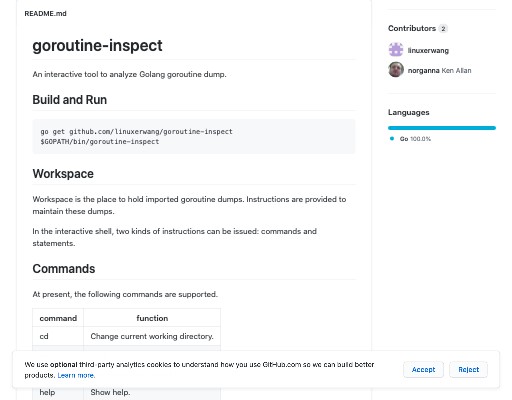 README.md
goroutine-inspect
An interactive tool to analyze Golang goroutine dump.
Build and Run
go get github.com/linuxerwang/goroutine-inspect
$GOPATH/bin/goroutine-inspect
Workspace
Workspace is the place to hold imported goroutine dumps. Instructions are provided to
maintain these dumps.
In the interactive shell, two kinds of instructions can be issued: commands and
statements.
Commands
At present, the following commands are supported.
command function
cd Change current working directory.
help Show help.
Contributors 2
linuxerwang
norganna Ken Allan
Languages
Go 100.0%
We use optional third-party analytics cookies to understand how you use GitHub.com so we can build better
products. Learn more.
Accept Reject